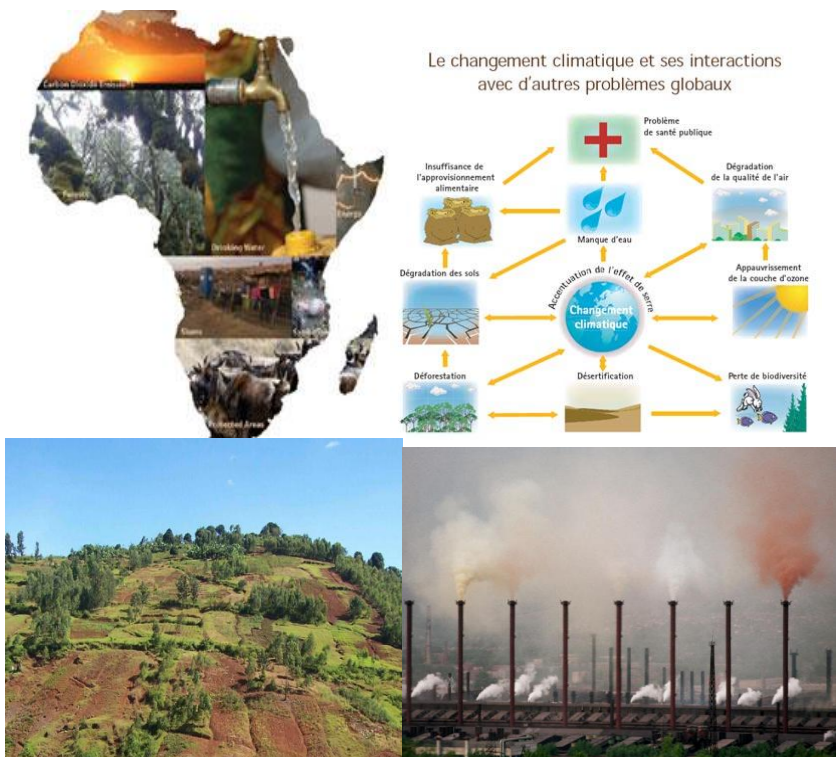 Carbon Dioxide Emissions
Forests
Drinking Water
Energy
Slums
Sanitation
Protected Areas
Le changement climatique et ses interactions
avec d'autres problèmes globaux
Problème
de santé publique
Insuffisance de
l'approvisionnement
alimentaire
Dégradation
de la qualité de l'air
Manque d'eau
Dégradation des sols
Accentuation de l'effet de serre
Appauvrissement
de la couche d'ozone
Changement
climatique
Déforestation
Désertification
Perte de biodiversité